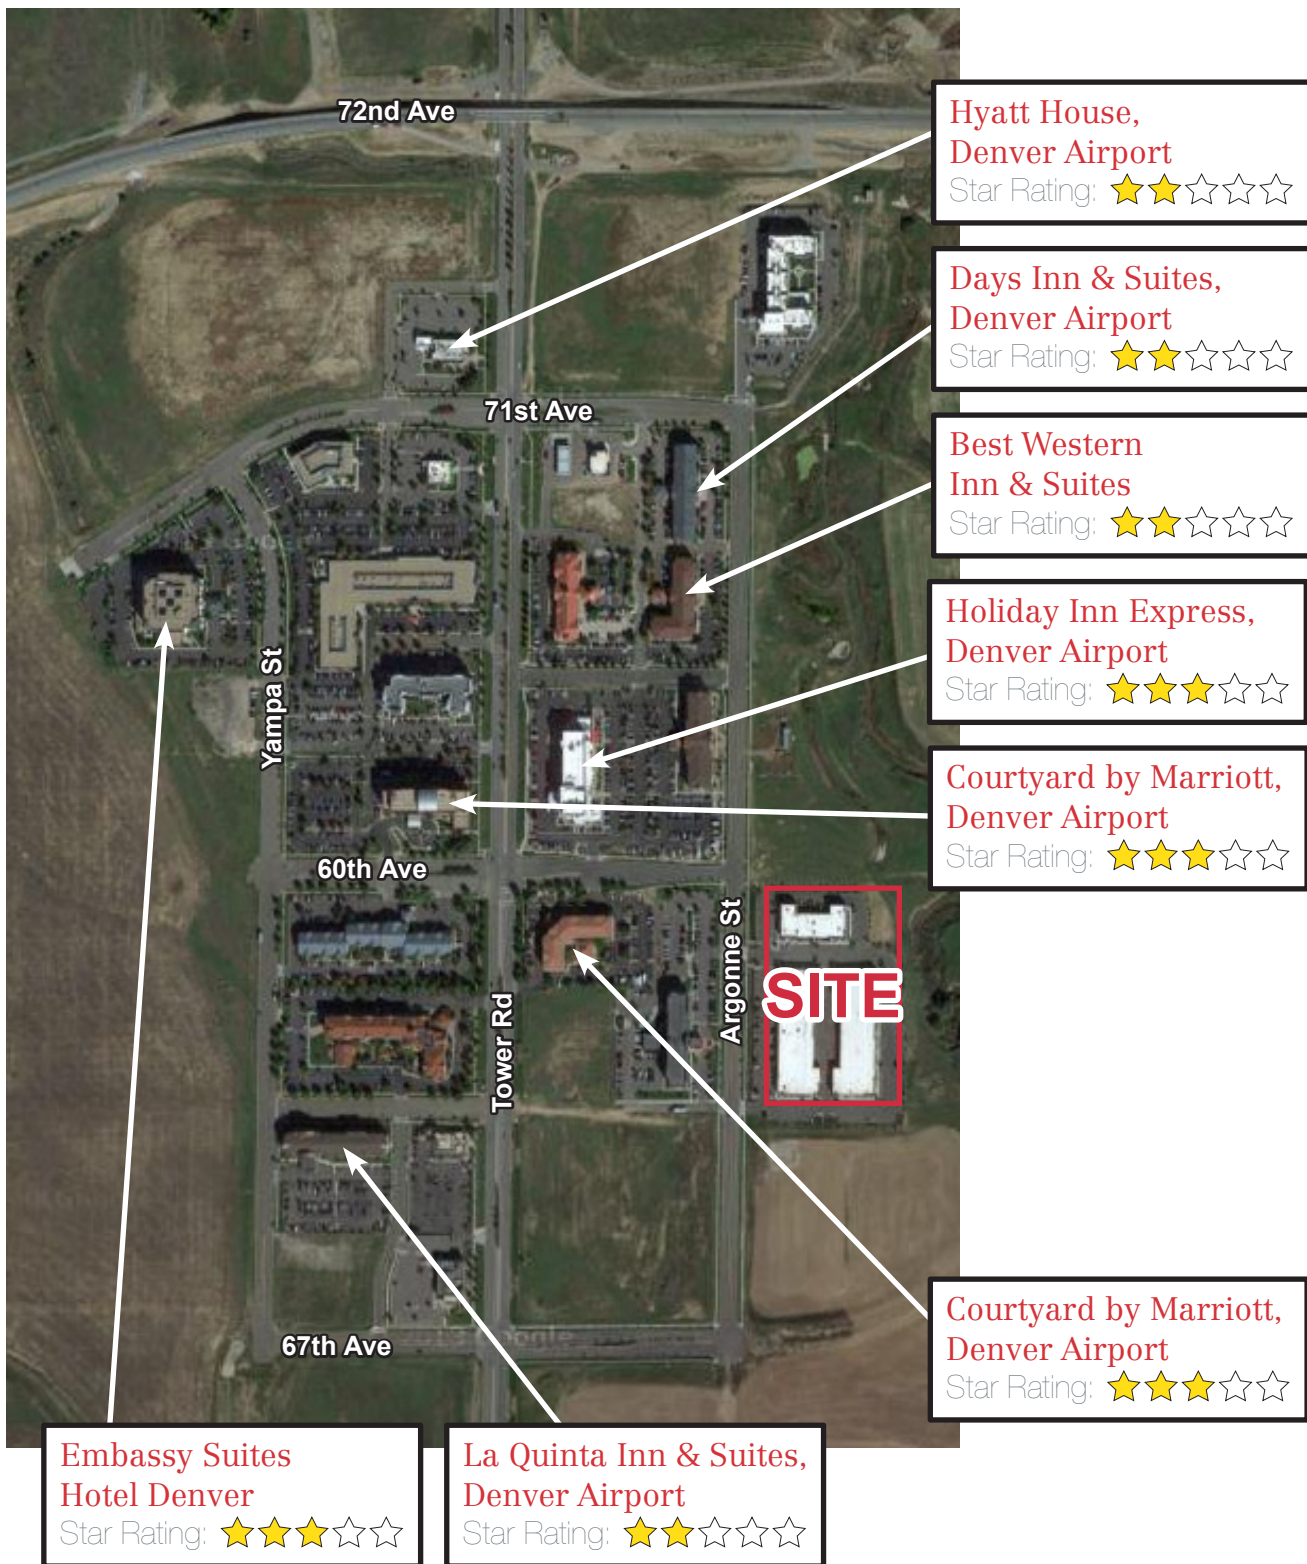 72nd Ave
Hyatt House,
Denver Airport
Star Rating:
Days Inn & Suites,
Denver Airport
Star Rating:
71st Ave
Best Western
Inn & Suites
Star Rating:
Holiday Inn Express,
Denver Airport
Star Rating:
Yampa St
Courtyard by Marriott,
Denver Airport
Star Rating:
60th Ave
Argonne St
SITE
Tower Rd
Courtyard by Marriott,
Denver Airport
Star Rating:
67th Ave
Embassy Suites
Hotel Denver
Star Rating:
La Quinta Inn & Suites,
Denver Airport
Star Rating: